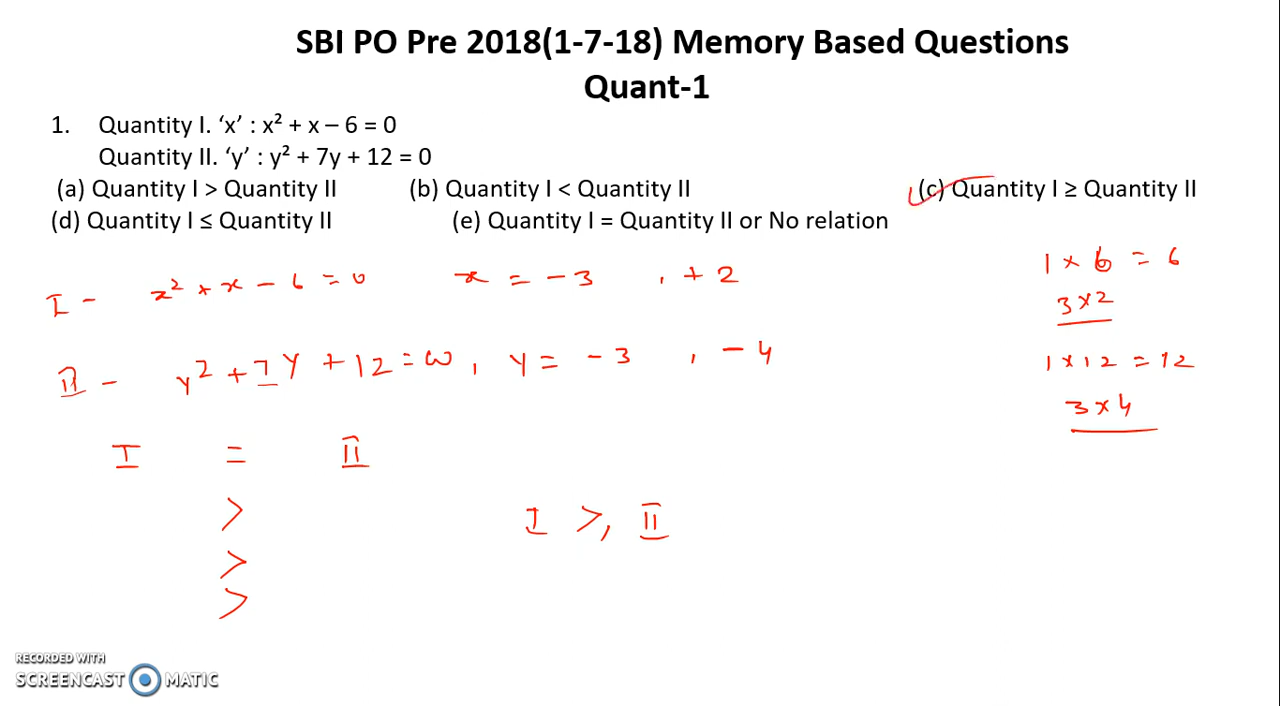 SBI PO Pre 2018(1-7-18) Memory Based Questions
Quant-1
1. Quantity I. ‘x’ : x² + x – 6 = 0
Quantity II. ‘y’ : y² + 7y + 12 = 0
(a) Quantity I > Quantity II (b) Quantity I < Quantity II (c) Quantity I ≥ Quantity II
(d) Quantity I ≤ Quantity II (e) Quantity I = Quantity II or No relation
I - x² + x - 6 = 0 x = -3 , +2
1 × 6 = 6
3×2
II - y² + 7y + 12 = 0, y = -3 , -4
1 × 12 = 12
3 × 4
I = II
>
I ≥ II
>
>
RECORDED WITH
SCREENCAST MATIC